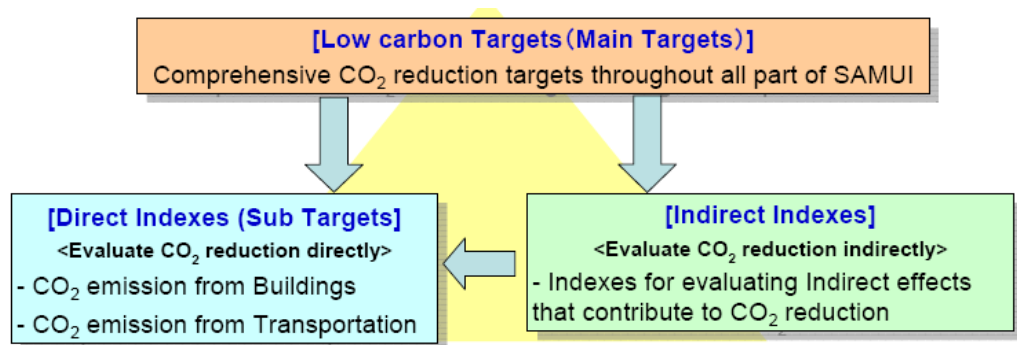 [Low carbon Targets（Main Targets）]
Comprehensive CO₂ reduction targets throughout all part of SAMUI
[Direct Indexes (Sub Targets]
<Evaluate CO₂ reduction directly>
- CO₂ emission from Buildings
- CO₂ emission from Transportation
[Indirect Indexes]
<Evaluate CO₂ reduction indirectly>
- Indexes for evaluating Indirect effects
that contribute to CO₂ reduction